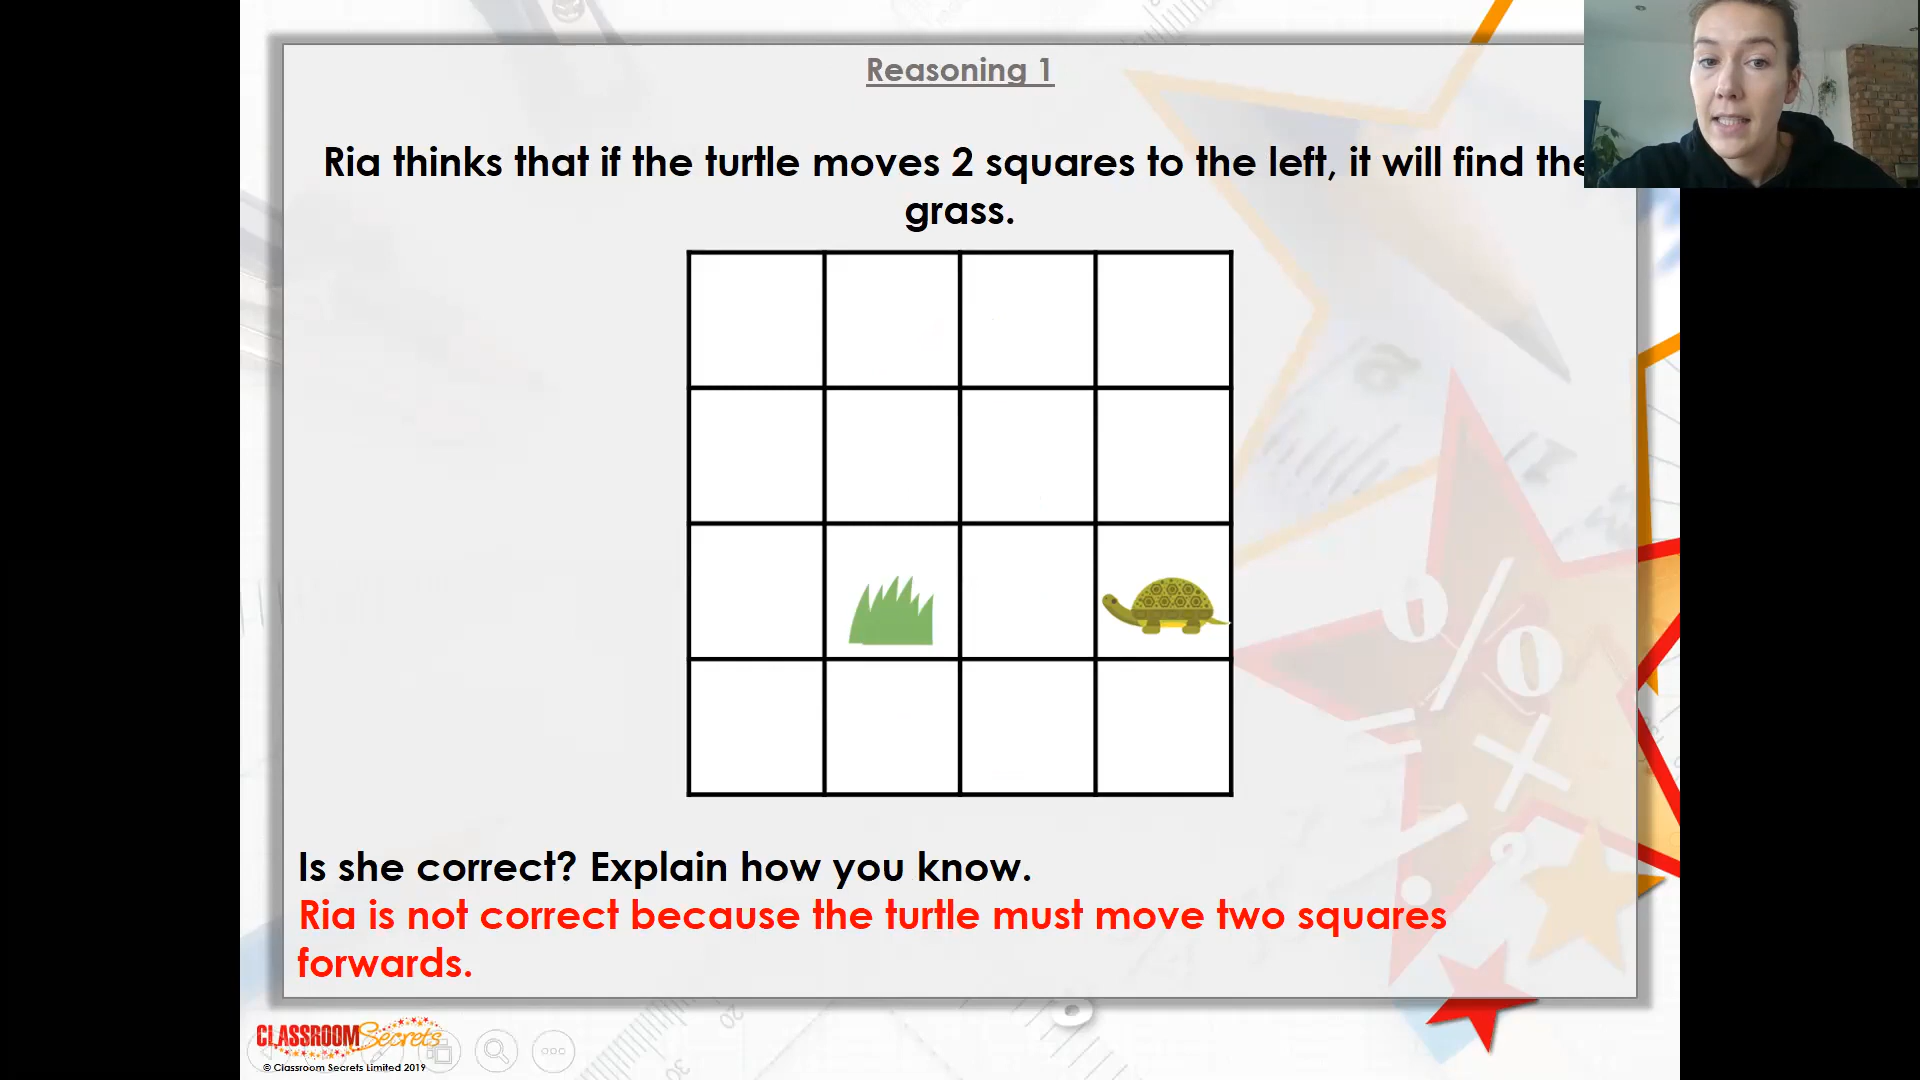 Reasoning 1
Ria thinks that if the turtle moves 2 squares to the left, it will find the
grass.
Is she correct? Explain how you know.
Ria is not correct because the turtle must move two squares
forwards.
CLASSROOM Secrets
© Classroom Secrets Limited 2019